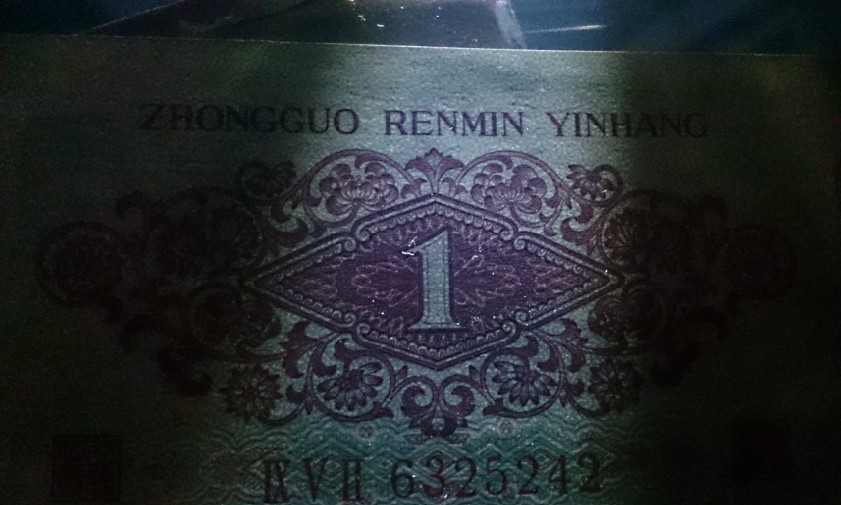 ZHONGGUO RENMIN YINHANG
1
IX V II 6325242